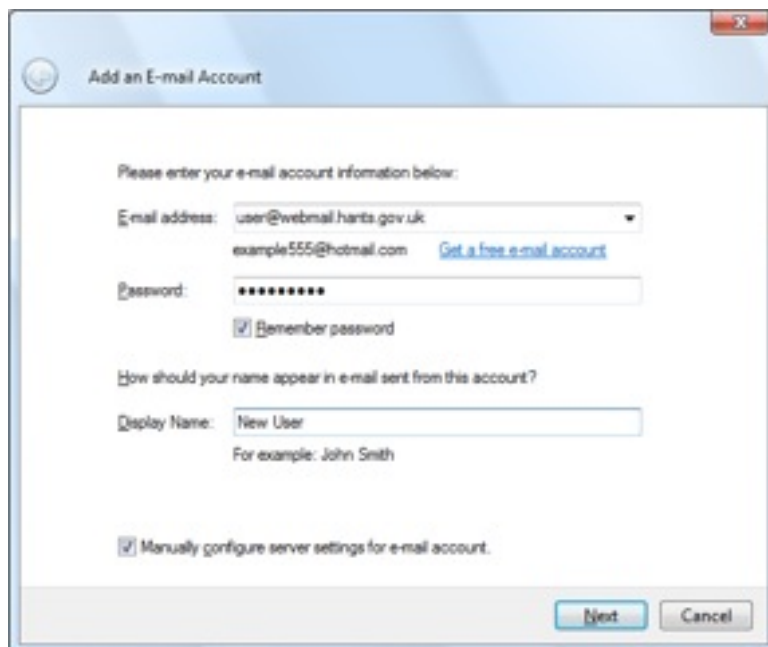 Add an E-mail Account
Please enter your e-mail account information below:
E-mail address: user@webmail.hants.gov.uk
example555@hotmail.com Get a free e-mail account
Password: •••••••••
Remember password
How should your name appear in e-mail sent from this account?
Display Name: New User
For example: John Smith
Manually configure server settings for e-mail account.
Next Cancel